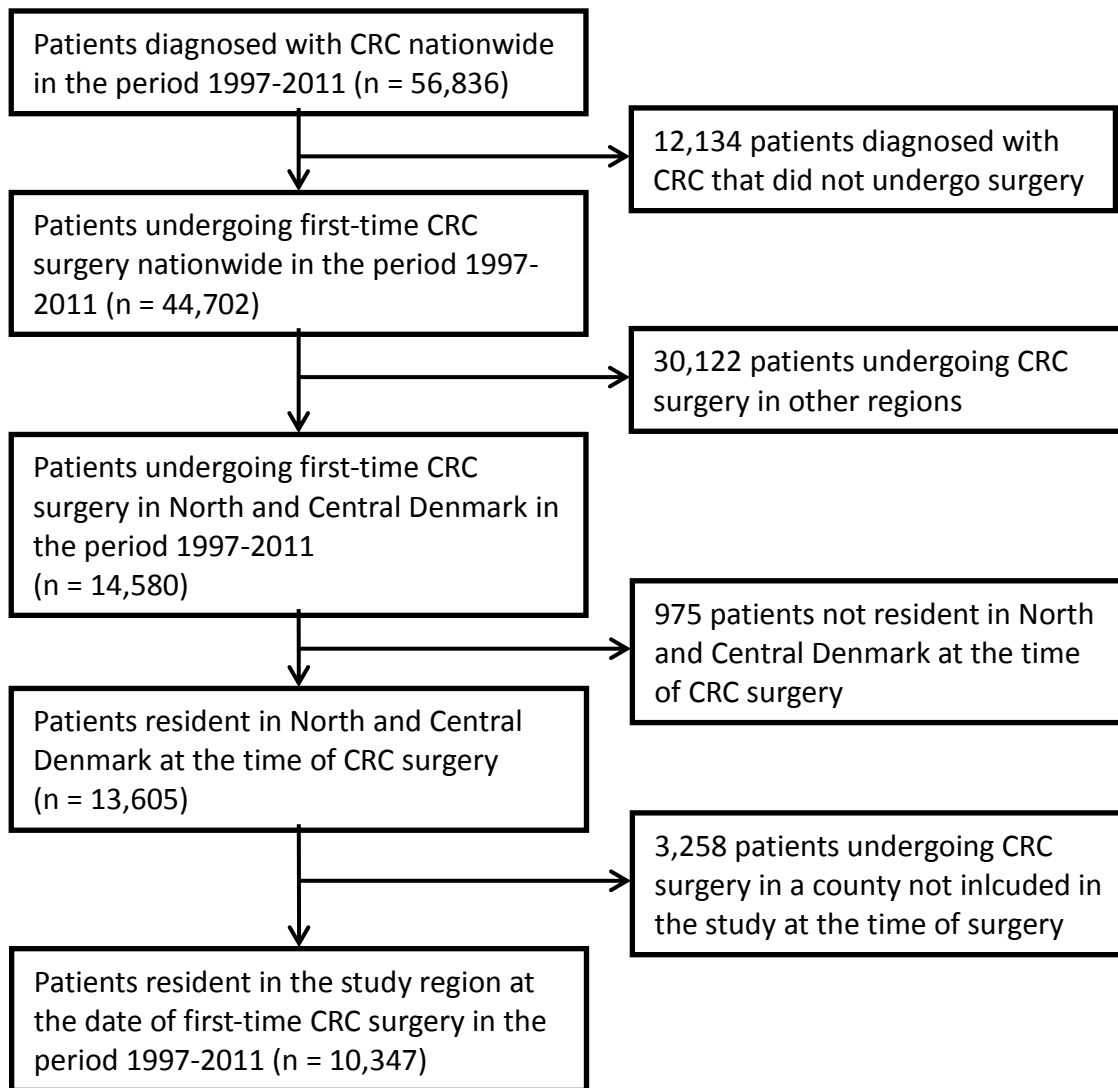 Patients diagnosed with CRC nationwide
in the period 1997-2011 (n = 56,836)
12,134 patients diagnosed with
CRC that did not undergo surgery
Patients undergoing first-time CRC
surgery nationwide in the period 1997-
2011 (n = 44,702)
30,122 patients undergoing CRC
surgery in other regions
Patients undergoing first-time CRC
surgery in North and Central Denmark in
the period 1997-2011
(n = 14,580)
975 patients not resident in North
and Central Denmark at the time
of CRC surgery
Patients resident in North and Central
Denmark at the time of CRC surgery
(n = 13,605)
3,258 patients undergoing CRC
surgery in a county not inlcuded in
the study at the time of surgery
Patients resident in the study region at
the date of first-time CRC surgery in the
period 1997-2011 (n = 10,347)